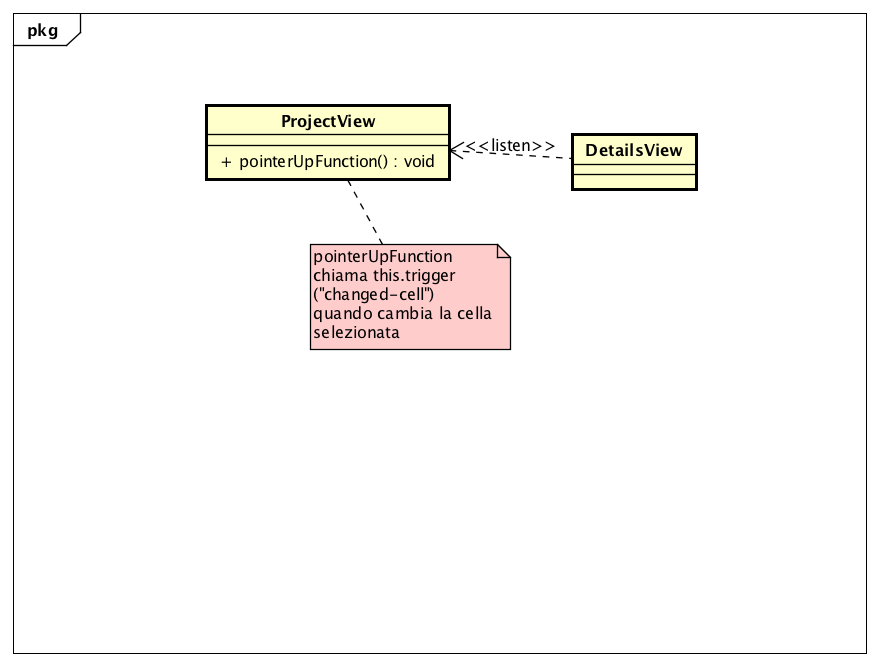 pkg
ProjectView
+ pointerUpFunction() : void
<<listen>>
DetailsView
pointerUpFunction
chiama this.trigger
("changed-cell")
quando cambia la cella
selezionata